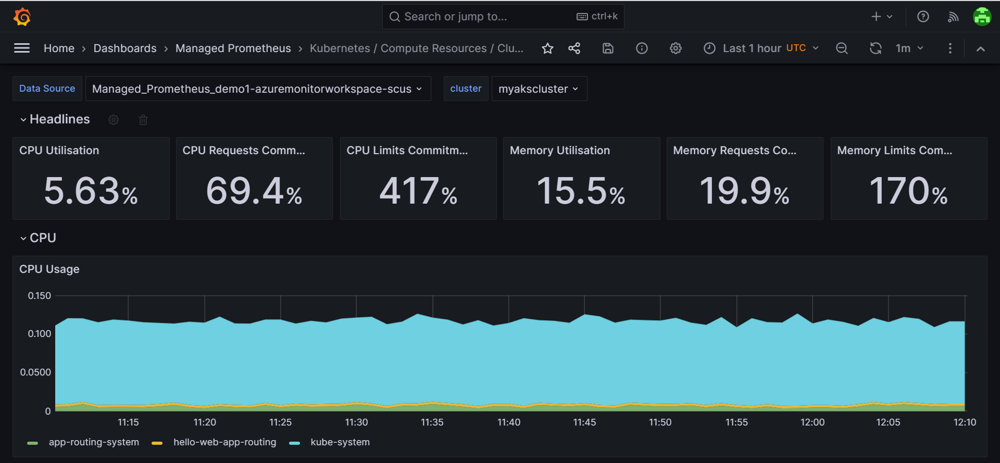 Search or jump to... ctrl+k
Home › Dashboards › Managed Prometheus › Kubernetes / Compute Resources / Clu... Last 1 hour UTC 1m
Data Source Managed_Prometheus_demo1-azuremonitorworkspace-scus cluster myakscluster
Headlines
CPU Utilisation CPU Requests Comm... CPU Limits Commitm... Memory Utilisation Memory Requests Co... Memory Limits Com...
5.63% 69.4% 417% 15.5% 19.9% 170%
CPU
CPU Usage
0.150
0.100
0.0500
0
11:15 11:20 11:25 11:30 11:35 11:40 11:45 11:50 11:55 12:00 12:05 12:10
app-routing-system hello-web-app-routing kube-system